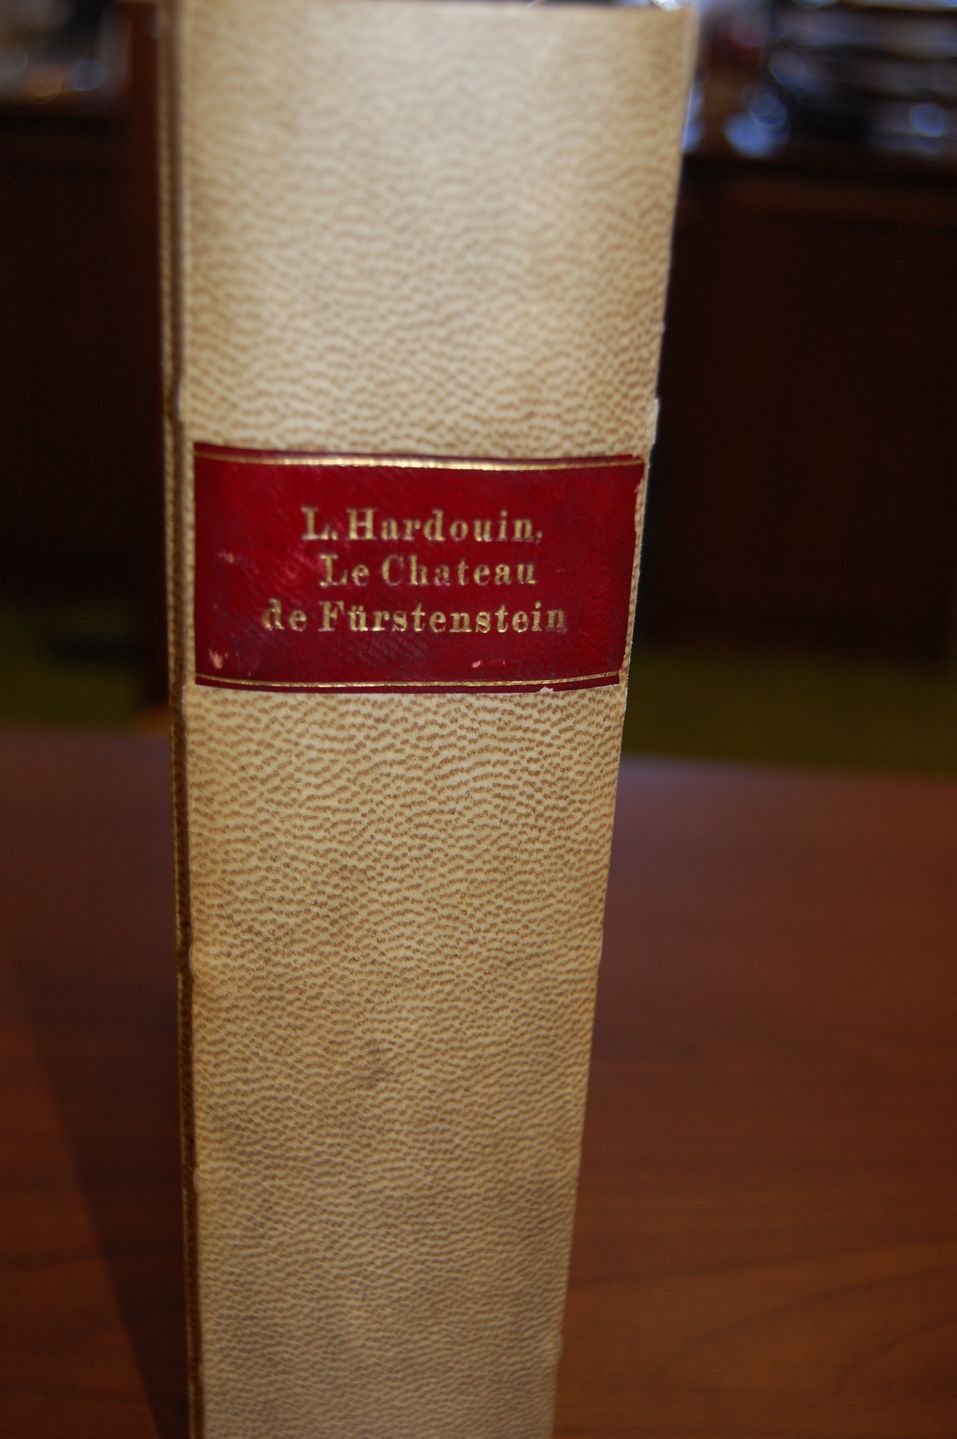 L. Hardouin,
Le Chateau
de Fürstenstein